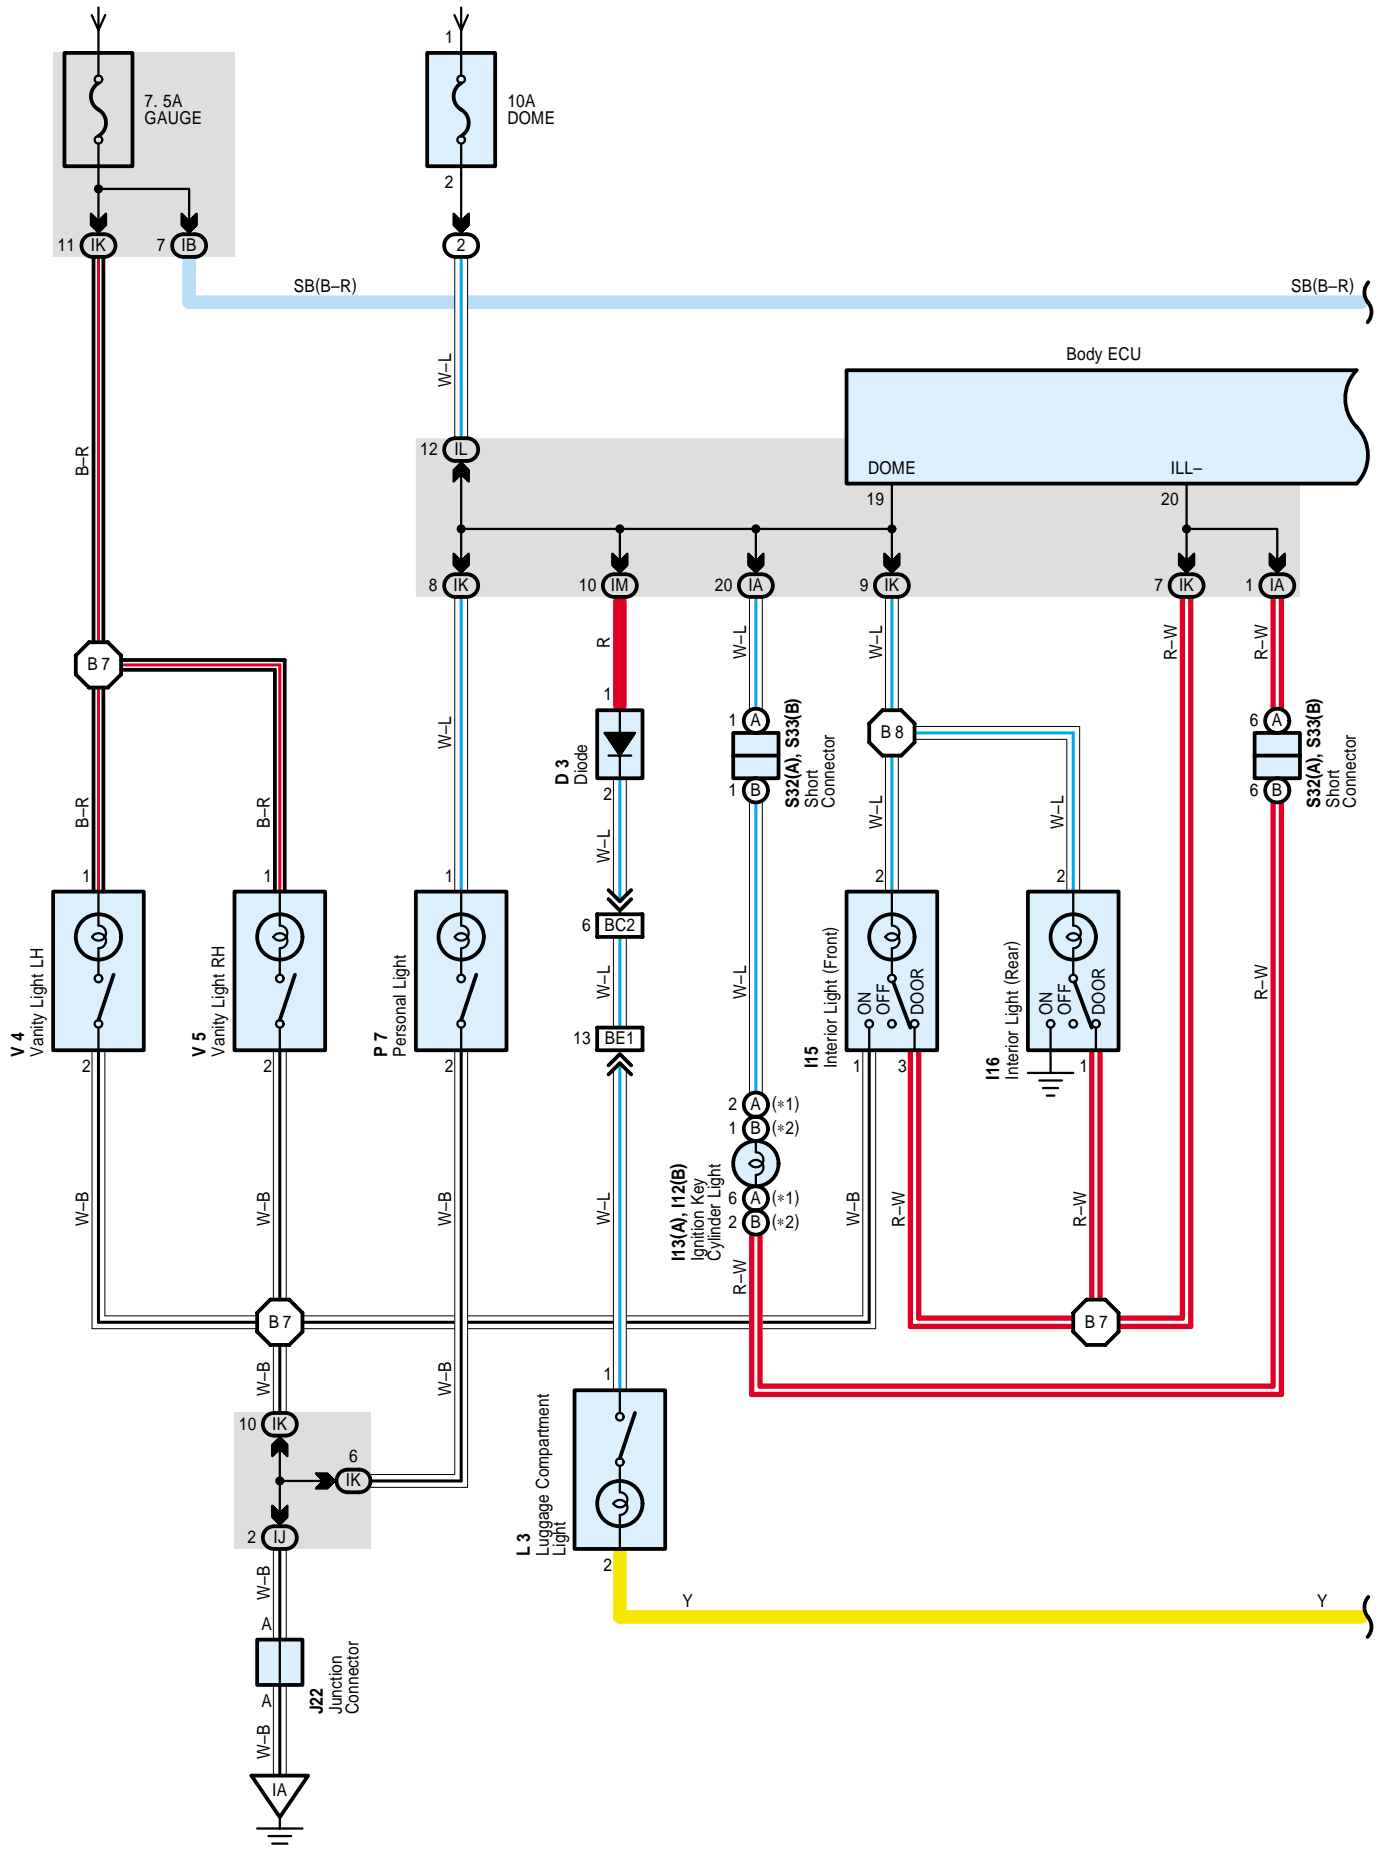 7. 5A
GAUGE
1
10A
DOME
2
11 IK
7 IB
2
SB(B–R)
SB(B–R)
W–L
Body ECU
B–R
12 IL
DOME
ILL–
19
20
8 IK
10 IM
20 IA
9 IK
7 IK
1 IA
R
W–L
W–L
R–W
R–W
B 7
1
W–L
D 3
Diode
2
1 A
1 B
S32(A), S33(B)
Short
Connector
B 8
6 A
6 B
S32(A), S33(B)
Short
Connector
B–R
B–R
W–L
W–L
W–L
1
1
1
2
2
6 BC2
W–L
W–L
R–W
13 BE1
V 4
Vanity Light LH
2
V 5
Vanity Light RH
2
P 7
Personal Light
2
I15
Interior Light (Front)
ON
OFF
DOOR
1
3
I16
Interior Light (Rear)
ON
OFF
DOOR
1
2 A (*1)
1 B (*2)
6 A (*1)
2 B (*2)
I13(A), I12(B)
Ignition Key
Cylinder Light
W–B
W–B
W–B
W–L
W–B
R–W
R–W
R–W
B 7
B 7
W–B
W–B
1
10 IK
6
IK
2 IJ
L 3
Luggage Compartment
Light
2
W–B
Y
Y
A
J22
Junction
Connector
A
W–B
IA